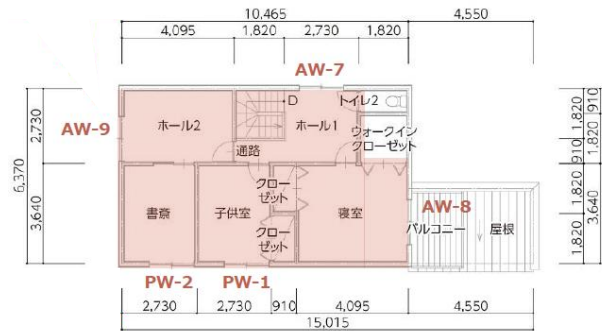 10.465
4,550
4,095
1,820
2,730
1,820
AW-7
トイレ2
D
ホール2
ホール1
AW-9
ウォークイン
クローゼット
通路
クロー
ゼット
書斎
子供室
寝室
クロー
ゼット
AW-8
バルコニー
屋根
PW-2
PW-1
6,370
2,730
3,640
1,820
910
910
1,820
1,820
1,820
910
1,820
3,640
2,730
2,730
910
4,095
4,550
15,015